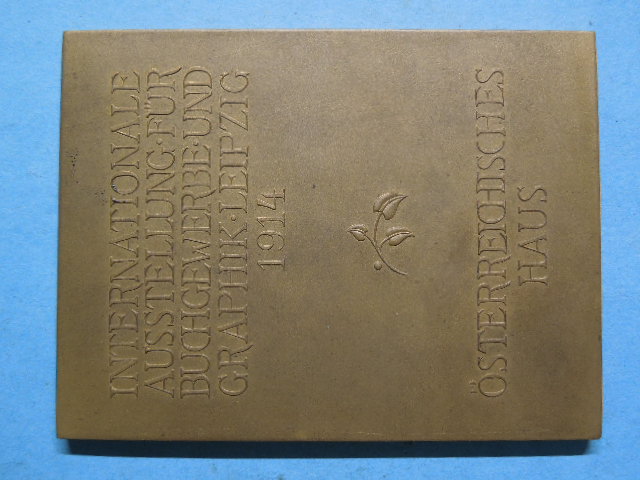 INTERNATIONALE
AUSSTELLUNG·FÜR
BUCHGEWERBE·UND
GRAPHIK·LEIPZIG
1914
ÖSTERREICHISCHES
HAUS